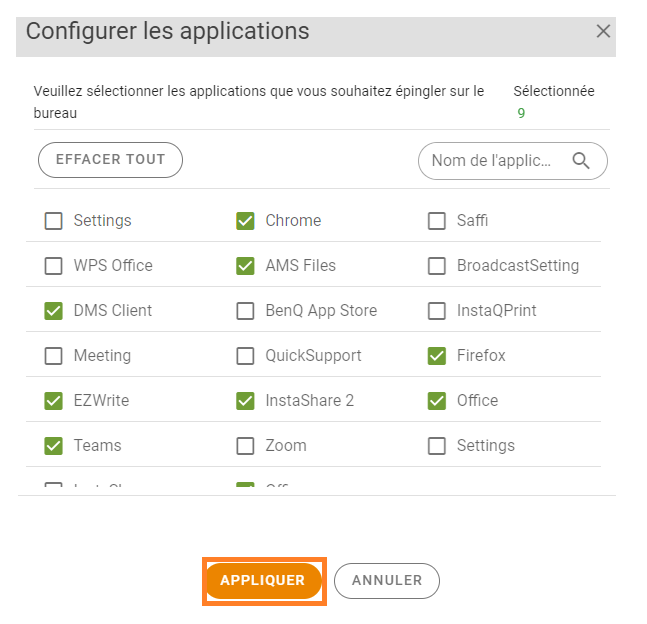 Configurer les applications
Veuillez sélectionner les applications que vous souhaitez épingler sur le bureau
Sélectionnée
9
EFFACER TOUT
Nom de l'applic...
Settings
Chrome
Saffi
WPS Office
AMS Files
BroadcastSetting
DMS Client
BenQ App Store
InstaQPrint
Meeting
QuickSupport
Firefox
EZWrite
InstaShare 2
Office
Teams
Zoom
Settings
APPLIQUER
ANNULER